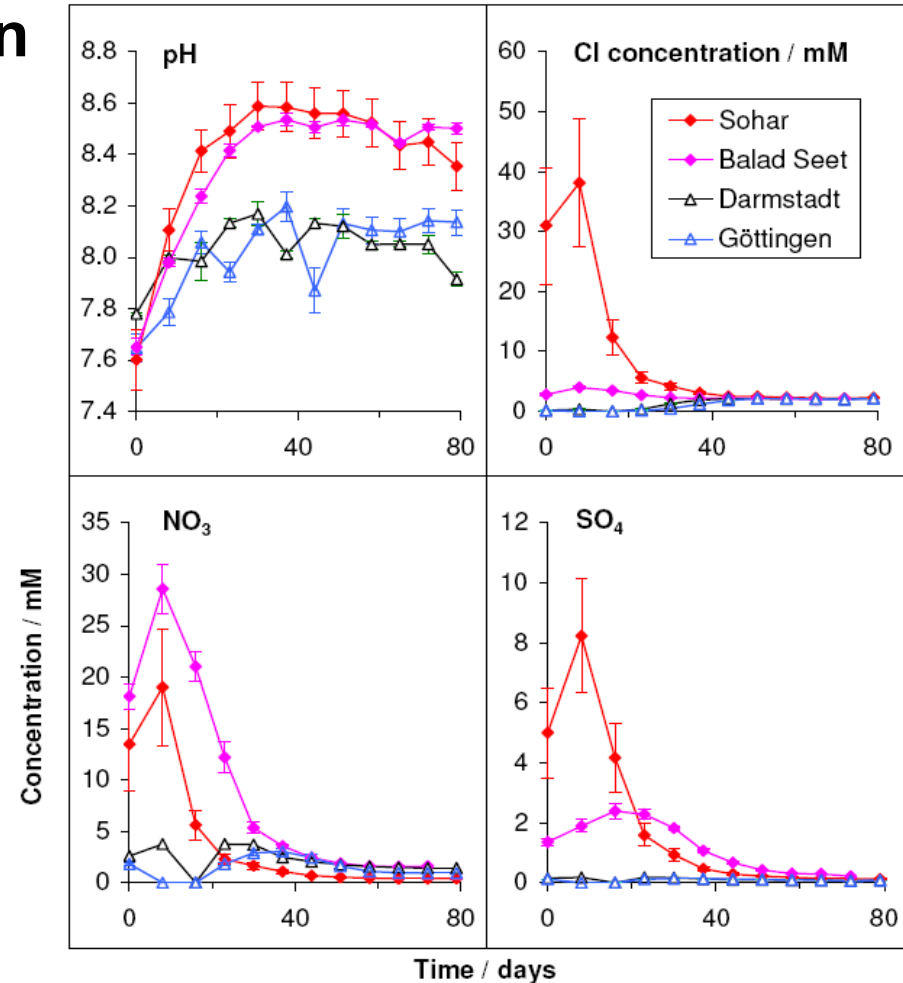 n
pH
8.8
8.6
8.4
8.2
8.0
7.8
7.6
7.4
0 40 80
Cl concentration / mM
60
50
40
30
20
10
0
0 40 80
Sohar
Balad Seet
Darmstadt
Göttingen
NO₃
35
30
25
20
15
10
5
0
0 40 80
SO₄
12
10
8
6
4
2
0
0 40 80
Concentration / mM
Time / days